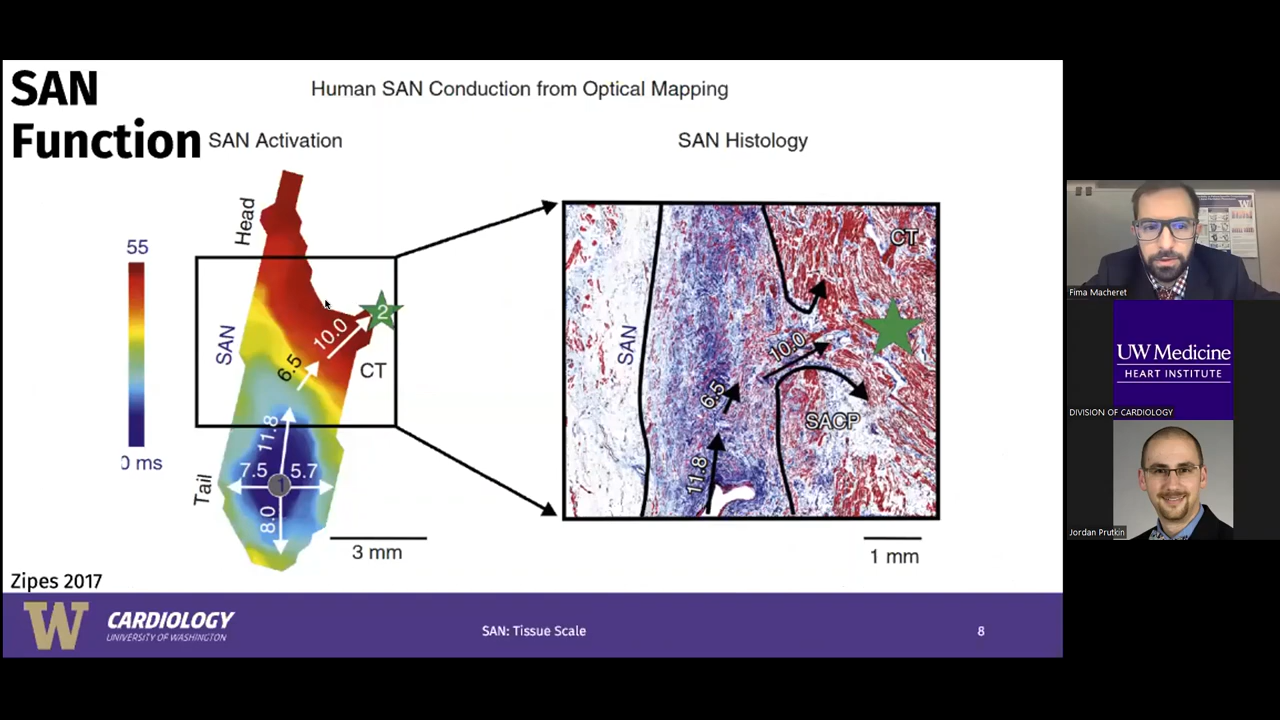 SAN
Function
Human SAN Conduction from Optical Mapping
SAN Activation
SAN Histology
Head
55
SAN
2
10.0
6.5
CT
11.8
0 ms
7.5
5.7
1
Tail
8.0
3 mm
CT
SAN
10.0
6.5
SACP
11.8
1 mm
Zipes 2017
W
CARDIOLOGY
UNIVERSITY OF WASHINGTON
SAN: Tissue Scale
8
W
Fima Macheret
UW Medicine
HEART INSTITUTE
DIVISION OF CARDIOLOGY
Jordan Prutkin